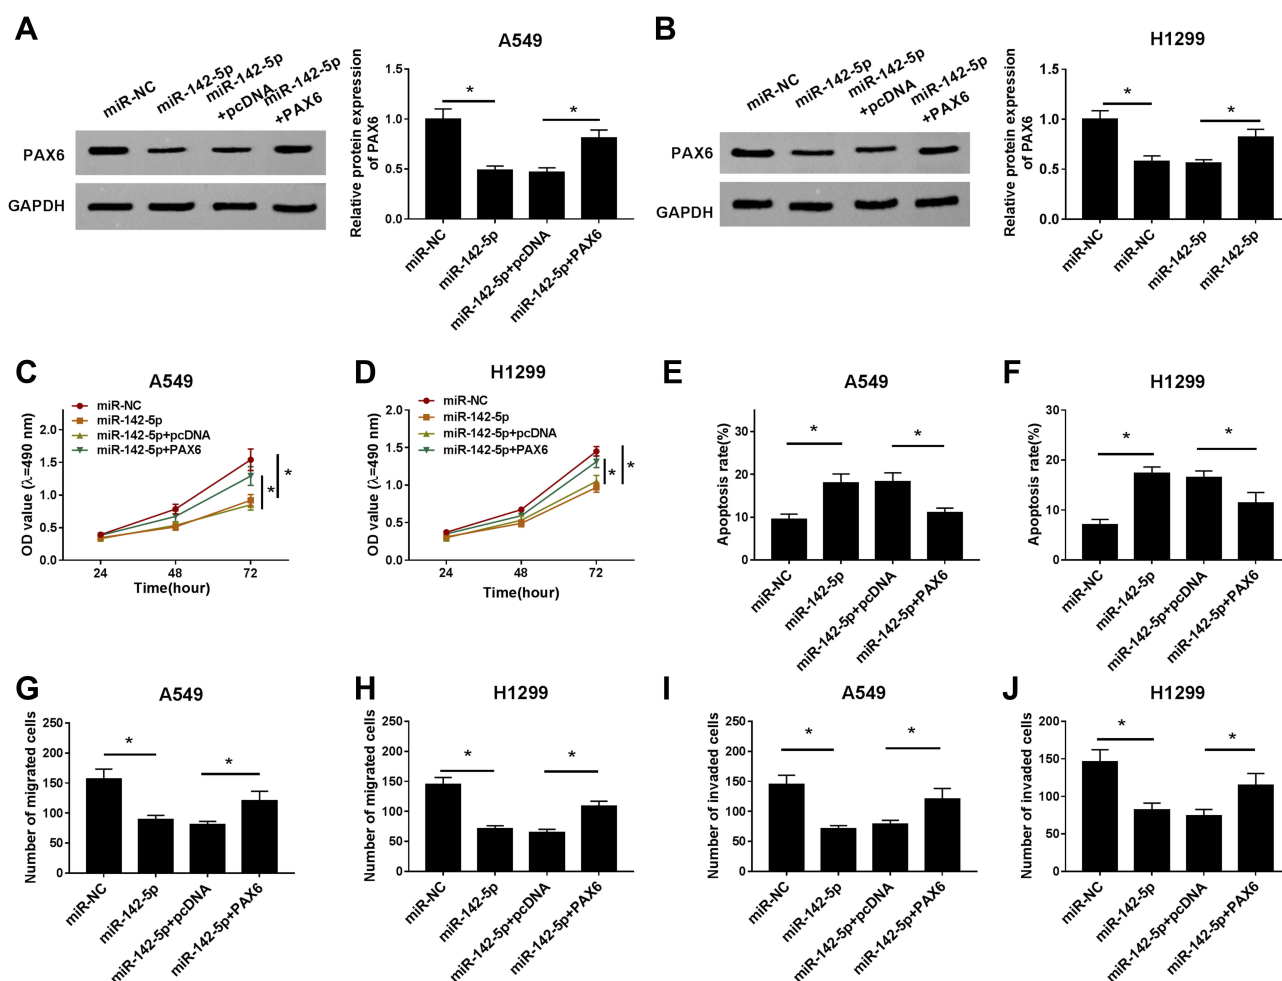 A
miR-NC
miR-142-5p
miR-142-5p
+pcDNA
miR-142-5p
+PAX6
PAX6
GAPDH
A549
Relative protein expression
of PAX6
1.5
1.0
0.5
0.0
miR-NC
miR-142-5p
miR-142-5p+pcDNA
miR-142-5p+PAX6
*
*
B
miR-NC
miR-142-5p
miR-142-5p
+pcDNA
miR-142-5p
+PAX6
PAX6
GAPDH
H1299
Relative protein expression
of PAX6
1.5
1.0
0.5
0.0
miR-NC
miR-NC
miR-142-5p
miR-142-5p
*
*
C
A549
miR-NC
miR-142-5p
miR-142-5p+pcDNA
miR-142-5p+PAX6
OD value (λ=490 nm)
2.0
1.5
1.0
0.5
0.0
24
48
72
Time(hour)
*
*
D
H1299
miR-NC
miR-142-5p
miR-142-5p+pcDNA
miR-142-5p+PAX6
OD value (λ=490 nm)
2.0
1.5
1.0
0.5
0.0
24
48
72
Time(hour)
*
*
E
A549
Apoptosis rate(%)
30
20
10
0
miR-NC
miR-142-5p
miR-142-5p+pcDNA
miR-142-5p+PAX6
*
*
F
H1299
Apoptosis rate(%)
30
20
10
0
miR-NC
miR-142-5p
miR-142-5p+pcDNA
miR-142-5p+PAX6
*
*
G
A549
Number of migrated cells
250
200
150
100
50
0
miR-NC
miR-142-5p
miR-142-5p+pcDNA
miR-142-5p+PAX6
*
*
H
H1299
Number of migrated cells
250
200
150
100
50
0
miR-NC
miR-142-5p
miR-142-5p+pcDNA
miR-142-5p+PAX6
*
*
I
A549
Number of invaded cells
250
200
150
100
50
0
miR-NC
miR-142-5p
miR-142-5p+pcDNA
miR-142-5p+PAX6
*
*
J
H1299
Number of invaded cells
250
200
150
100
50
0
miR-NC
miR-142-5p
miR-142-5p+pcDNA
miR-142-5p+PAX6
*
*